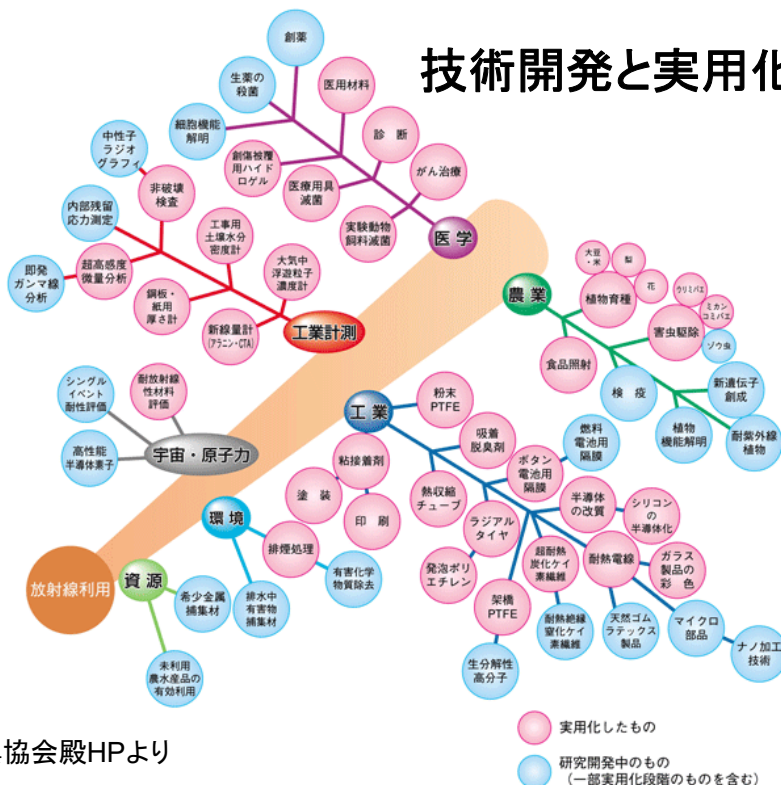 技術開発と実用化
創薬
生薬の
殺菌
細胞機能
解明
医用材料
診 断
創傷被覆
用ハイド
ロゲル
医療用具
滅菌
がん治療
実験動物
飼料滅菌
医 学
中性子
ラジオ
グラフィ
非破壊
検査
内部残留
応力測定
工事用
土壌水分
密度計
超高感度
微量分析
即発
ガンマ線
分析
大気中
浮遊粒子
濃度計
鋼板・
紙用
厚さ計
新線量計
(アラニン・CTA)
工業計測
大豆
・米
梨
花
植物育種
ウリミバエ
ミカン
コミバエ
ゾウ虫
害虫駆除
農 業
食品照射
検 疫
新遺伝子
創成
植物
機能解明
耐紫外線
植物
シングル
イベント
耐性評価
耐放射線
性材料
評価
高性能
半導体素子
宇宙・原子力
工 業
粉末
PTFE
吸着
脱臭剤
燃料
電池用
隔膜
ボタン
電池用
隔膜
粘接着剤
塗 装
印 刷
熱収縮
チューブ
ラジアル
タイヤ
半導体
の改質
シリコン
の
半導体化
発泡ポリ
エチレン
超耐熱
炭化ケイ
素繊維
耐熱電線
ガラス
製品の
彩 色
架橋
PTFE
耐熱絶縁
窒化ケイ
素繊維
天然ゴム
ラテックス
製品
マイクロ
部品
ナノ加工
技術
生分解性
高分子
環 境
排煙処理
有害化学
物質除去
排水中
有害物
捕集材
放射線利用
資 源
希少金属
捕集材
未利用
農水産品の
有効利用
協会殿HPより
実用化したもの
研究開発中のもの
(一部実用化段階のものを含む)